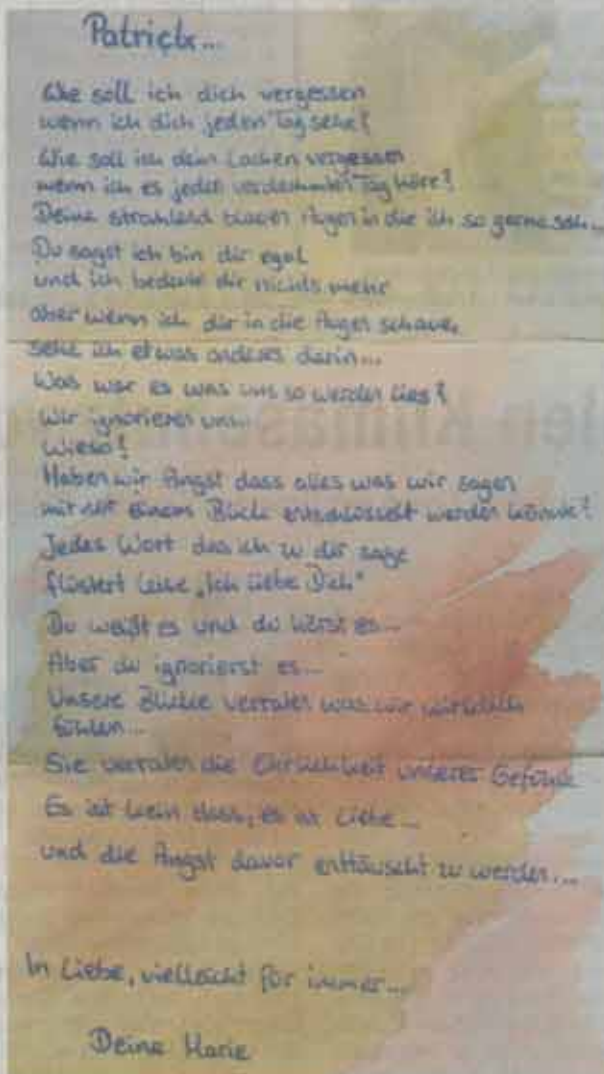 Patrick...
Wie soll ich dich vergessen
wenn ich dich jeden Tag sehe?
Wie soll ich dein Lachen vergessen
wenn ich es jeden verdammten Tag höre?
Deine strahlend blauen Augen in die ich so gerne sah...
Du sagst ich bin dir egal
und ich bedeute dir nichts mehr
aber wenn ich dir in die Augen schaue,
sehe ich etwas anderes darin...
Was war es was uns so werden lies?
Wir ignorieren uns...
Wieso?
Haben wir Angst dass alles was wir sagen
mit nur einem Blick entschlüsselt werden könnte?
Jedes Wort das ich zu dir sage
flüstert leise „Ich liebe Dich"
Du weißt es und du hörst es...
Aber du ignorierst es...
Unsere Blicke verraten was wir wirklich
fühlen...
Sie verraten die Ehrlichkeit unserer Gefühle
Es ist kein Hass, es ist Liebe...
und die Angst davor enttäuscht zu werden....
In Liebe, vielleicht für immer...
Deine Marie